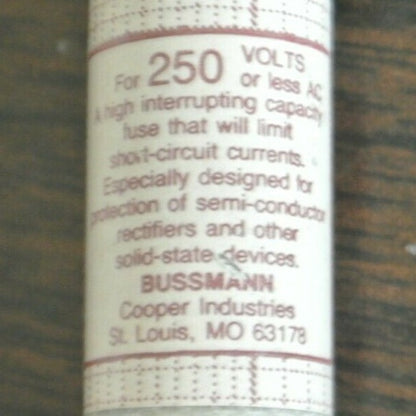 For 250 VOLTS
or less AC
A high interrupting capacity
fuse that will limit
short-circuit currents.
Especially designed for
protection of semi-conductor
rectifiers and other
solid-state devices.
BUSSMANN
Cooper Industries
St. Louis, MO 63178